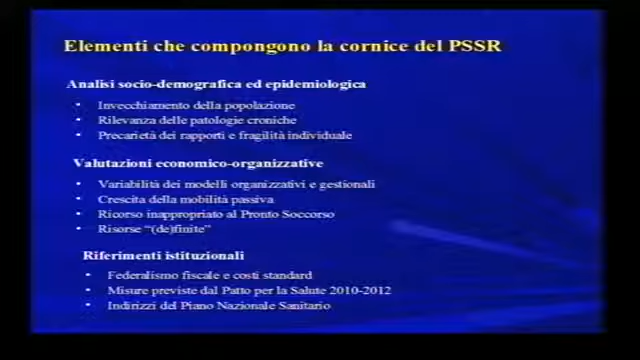 Elementi che compongono la cornice del PSSR
Analisi socio-demografica ed epidemiologica
• Invecchiamento della popolazione
• Rilevanza delle patologie croniche
• Precarietà dei rapporti e fragilità individuale
Valutazioni economico-organizzative
• Variabilità dei modelli organizzativi e gestionali
• Crescita della mobilità passiva
• Ricorso inappropriato al Pronto Soccorso
• Risorse “(de)finite”
Riferimenti istituzionali
• Federalismo fiscale e costi standard
• Misure previste dal Patto per la Salute 2010-2012
• Indirizzi del Piano Nazionale Sanitario